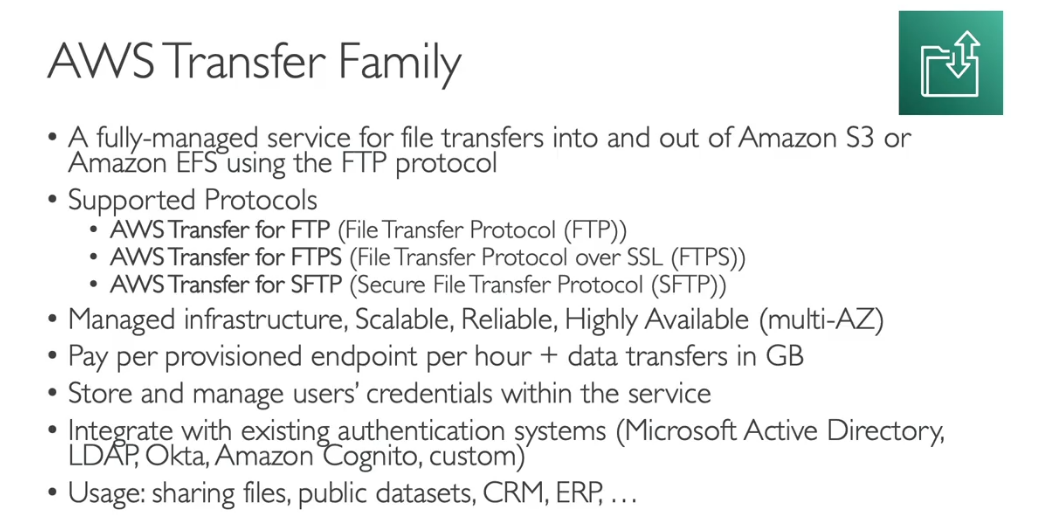 AWS Transfer Family
• A fully-managed service for file transfers into and out of Amazon S3 or
Amazon EFS using the FTP protocol
• Supported Protocols
• AWS Transfer for FTP (File Transfer Protocol (FTP))
• AWS Transfer for FTPS (File Transfer Protocol over SSL (FTPS))
• AWS Transfer for SFTP (Secure File Transfer Protocol (SFTP))
• Managed infrastructure, Scalable, Reliable, Highly Available (multi-AZ)
• Pay per provisioned endpoint per hour + data transfers in GB
• Store and manage users’ credentials within the service
• Integrate with existing authentication systems (Microsoft Active Directory,
LDAP, Okta, Amazon Cognito, custom)
• Usage: sharing files, public datasets, CRM, ERP, …